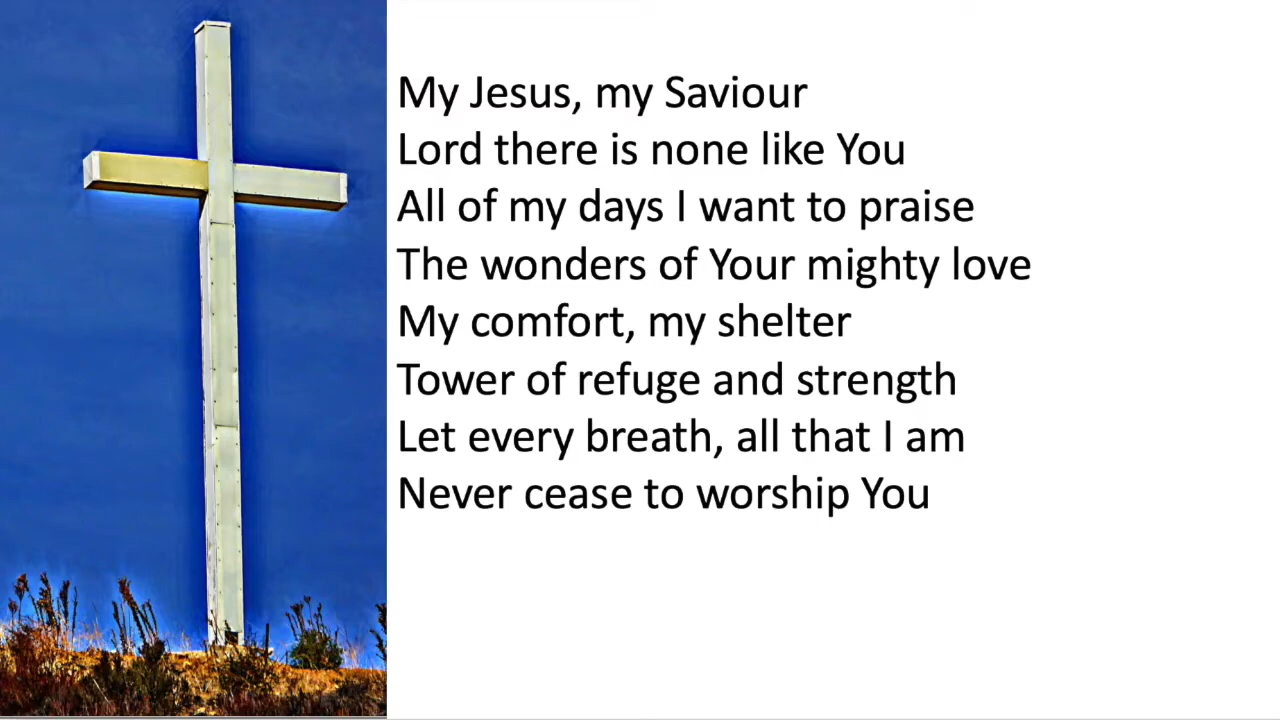 My Jesus, my Saviour
Lord there is none like You
All of my days I want to praise
The wonders of Your mighty love
My comfort, my shelter
Tower of refuge and strength
Let every breath, all that I am
Never cease to worship You